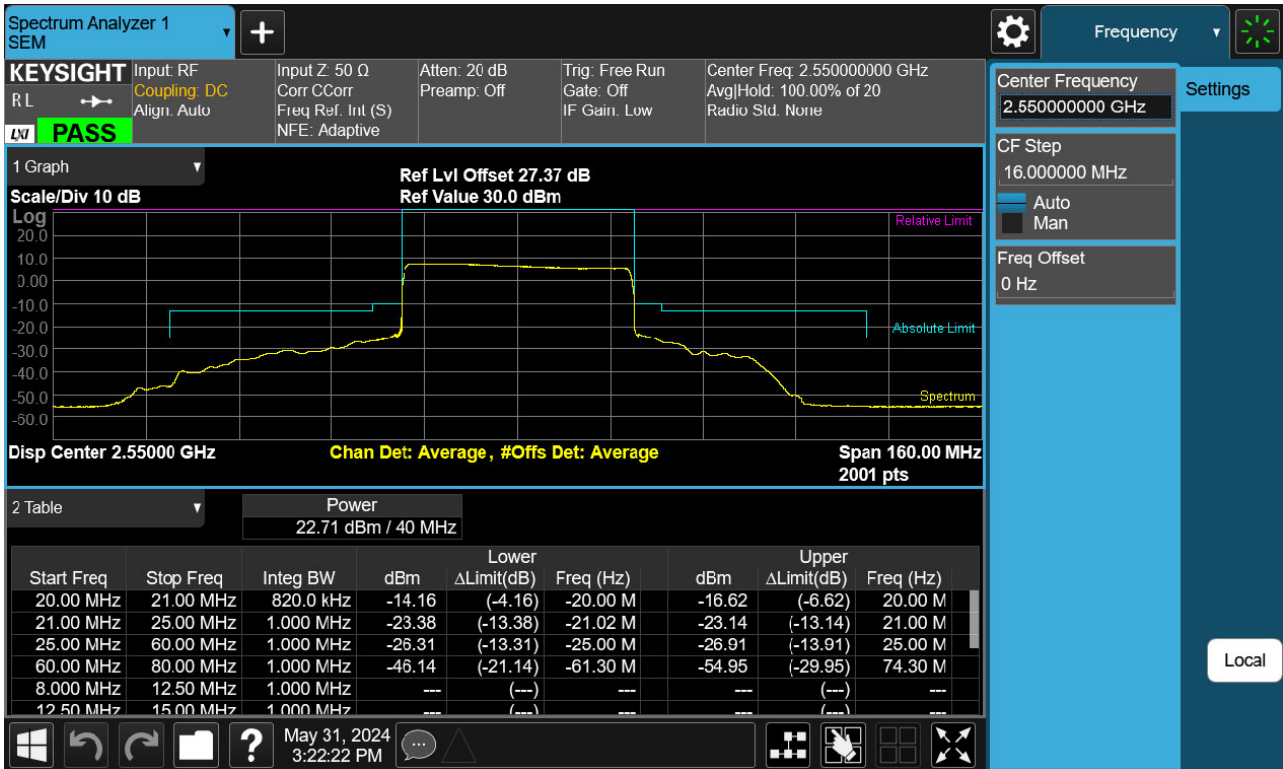 Spectrum Analyzer 1
SEM
+
Frequency
KEYSIGHT
R L
LXI
PASS
Input: RF
Coupling: DC
Align: Auto
Input Z: 50 Ω
Corr CCorr
Freq Ref: Int (S)
NFE: Adaptive
Atten: 20 dB
Preamp: Off
Trig: Free Run
Gate: Off
IF Gain: Low
Center Freq: 2.550000000 GHz
Avg|Hold: 100.00% of 20
Radio Std: None
Center Frequency
2.550000000 GHz
Settings
CF Step
16.000000 MHz
Auto
Man
Freq Offset
0 Hz
1 Graph
Scale/Div 10 dB
Ref Lvl Offset 27.37 dB
Ref Value 30.0 dBm
Log
20.0
10.0
0.00
-10.0
-20.0
-30.0
-40.0
-50.0
-60.0
Relative Limit
Absolute Limit
Spectrum
Disp Center 2.55000 GHz
Chan Det: Average , #Offs Det: Average
Span 160.00 MHz
2001 pts
2 Table
Power
22.71 dBm / 40 MHz
Lower Upper
Start Freq Stop Freq Integ BW dBm ΔLimit(dB) Freq (Hz) dBm ΔLimit(dB) Freq (Hz)
20.00 MHz 21.00 MHz 820.0 kHz -14.16 (-4.16) -20.00 M -16.62 (-6.62) 20.00 M
21.00 MHz 25.00 MHz 1.000 MHz -23.38 (-13.38) -21.02 M -23.14 (-13.14) 21.00 M
25.00 MHz 60.00 MHz 1.000 MHz -26.31 (-13.31) -25.00 M -26.91 (-13.91) 25.00 M
60.00 MHz 80.00 MHz 1.000 MHz -46.14 (-21.14) -61.30 M -54.95 (-29.95) 74.30 M
8.000 MHz 12.50 MHz 1.000 MHz --- (---) --- --- (---) ---
12.50 MHz 15.00 MHz 1.000 MHz --- (---) --- --- (---) ---
Local
?
May 31, 2024
3:22:22 PM